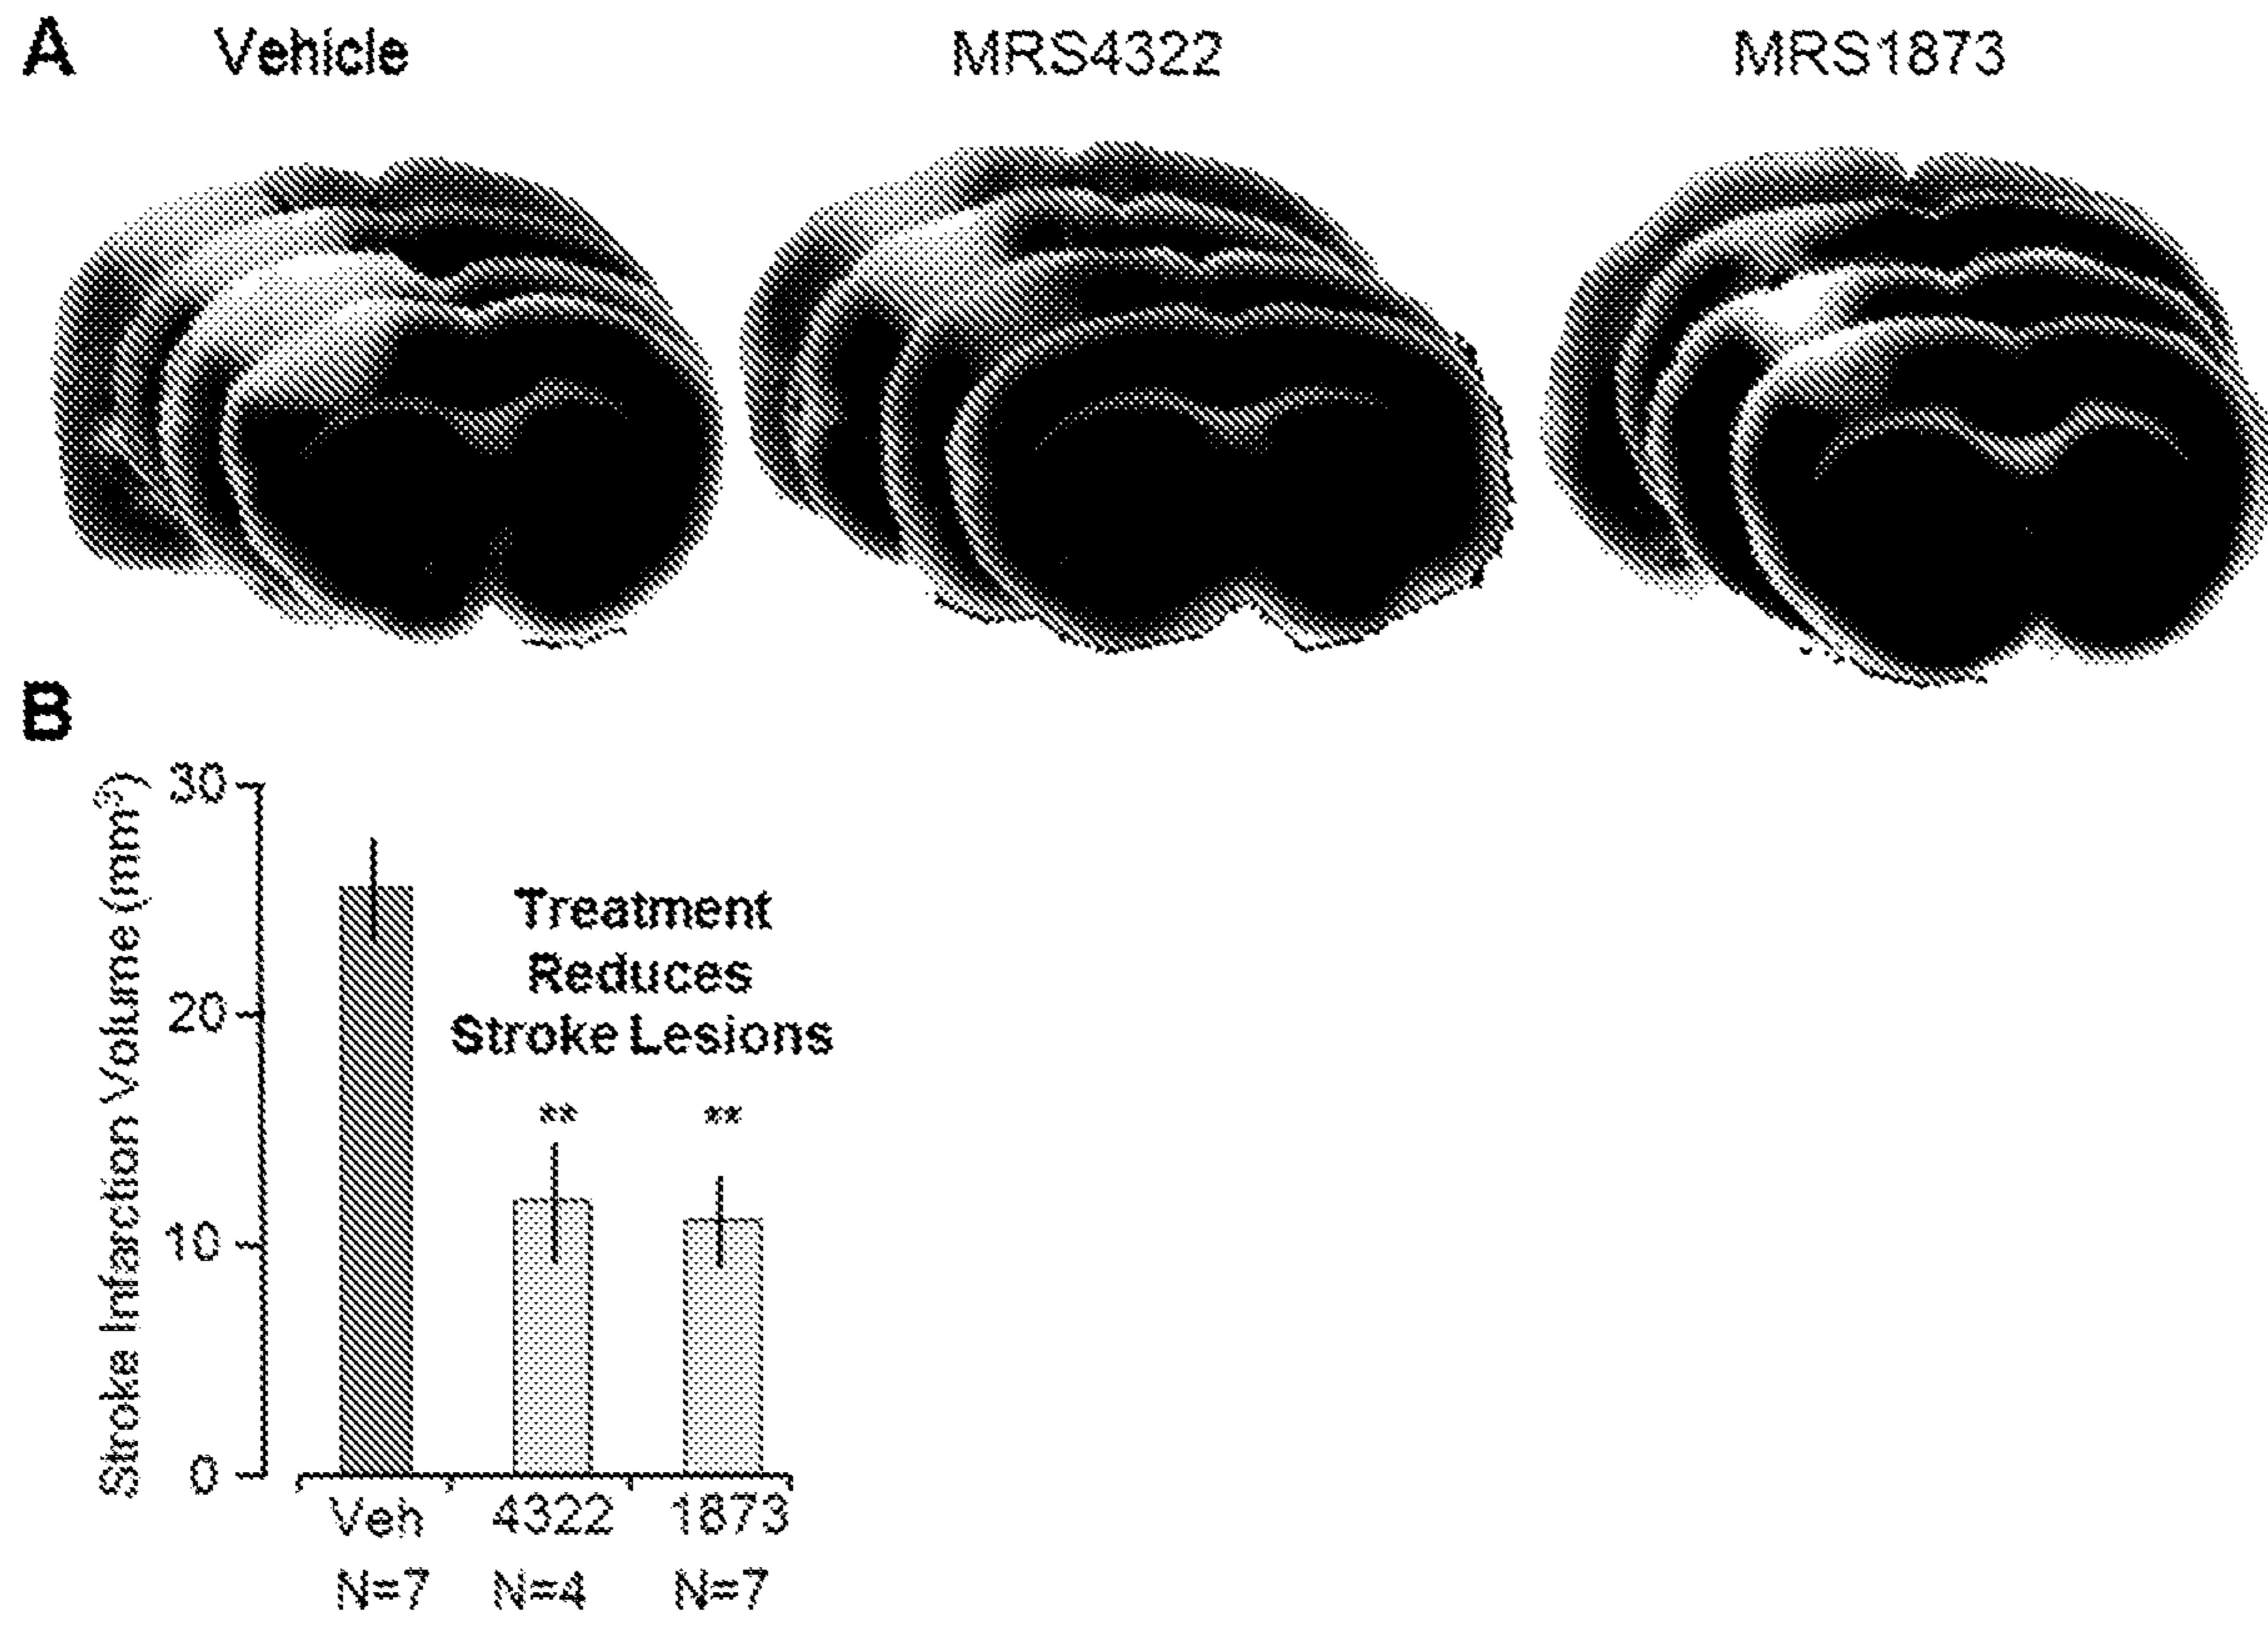 A
Vehicle
MRS4322
MRS1873
B
Stroke Infarction Volume (mm³)
30
20
10
0
Treatment
Reduces
Stroke Lesions
** **
Veh 4322 1873
N=7 N=4 N=7